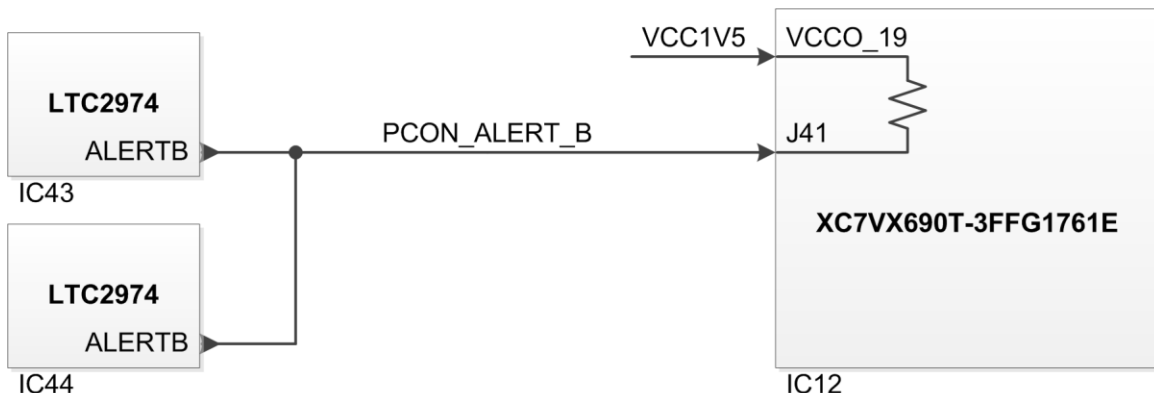 LTC2974
ALERTB
IC43
LTC2974
ALERTB
IC44
PCON_ALERT_B
VCC1V5
VCCO_19
J41
XC7VX690T-3FFG1761E
IC12